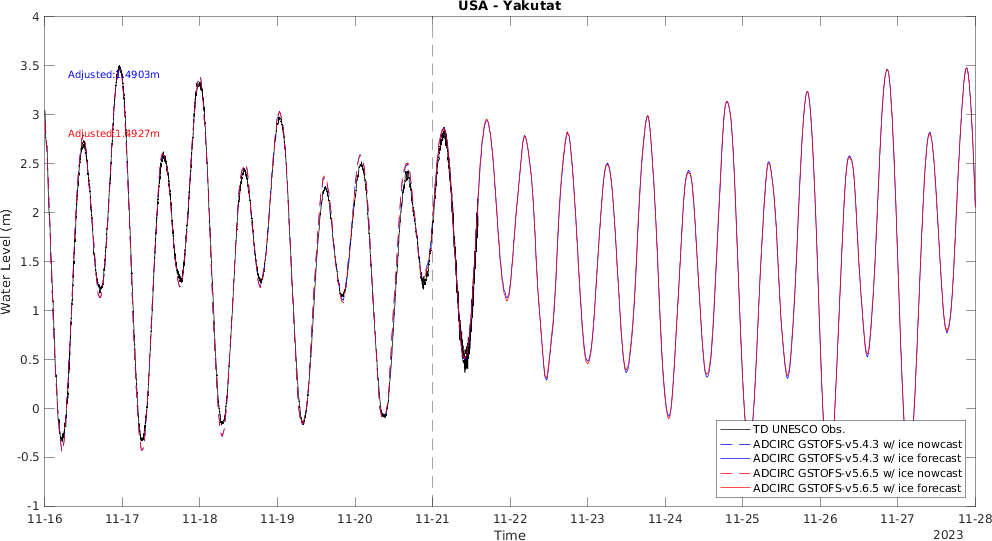 USA - Yakutat
4
3.5
3
2.5
2
1.5
1
0.5
0
-0.5
-1
Water Level (m)
Adjusted:1.4903m
Adjusted:1.4927m
TD UNESCO Obs.
ADCIRC GSTOFS-v5.4.3 w/ ice nowcast
ADCIRC GSTOFS-v5.4.3 w/ ice forecast
ADCIRC GSTOFS-v5.6.5 w/ ice nowcast
ADCIRC GSTOFS-v5.6.5 w/ ice forecast
11-16 11-17 11-18 11-19 11-20 11-21 11-22 11-23 11-24 11-25 11-26 11-27 11-28
Time
2023